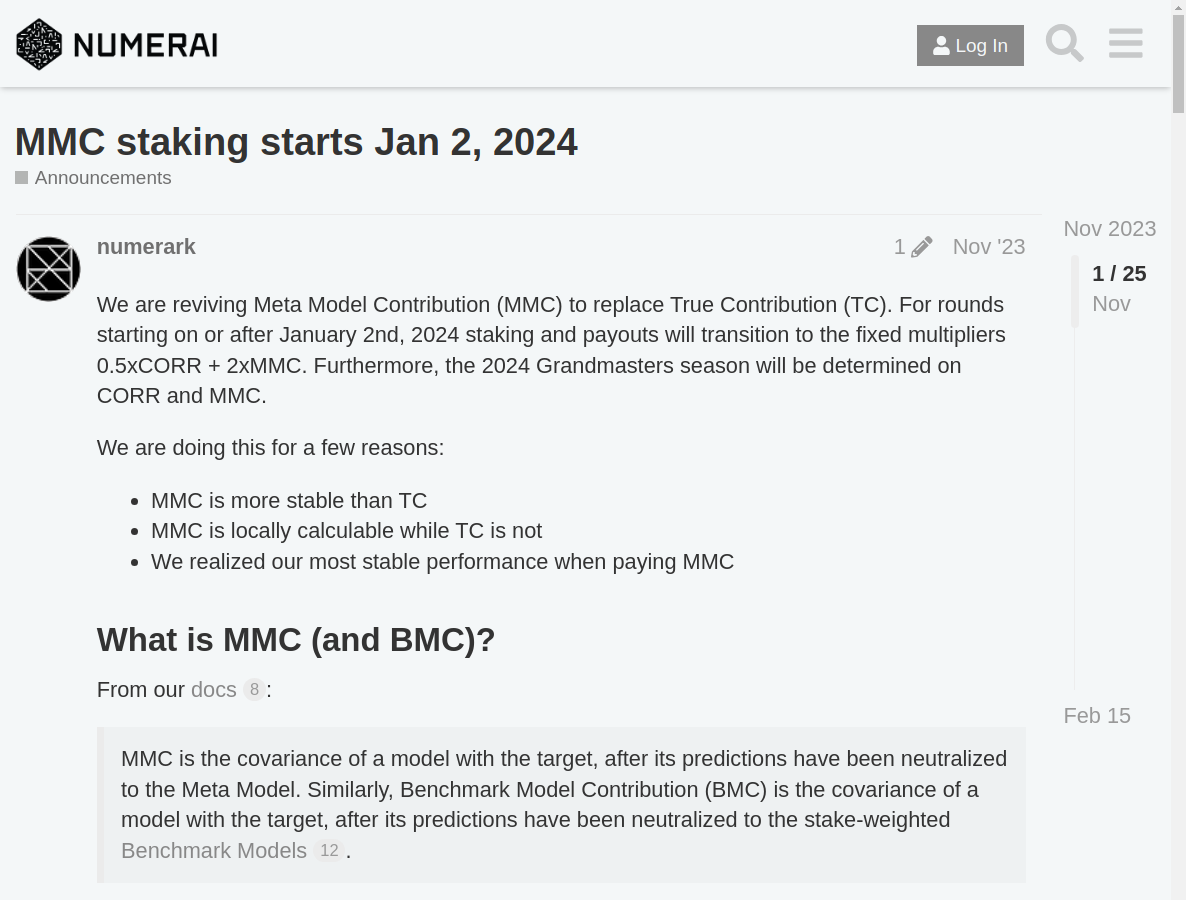 NUMERAI
Log In
MMC staking starts Jan 2, 2024
Announcements
numerark
1
Nov '23
We are reviving Meta Model Contribution (MMC) to replace True Contribution (TC). For rounds
starting on or after January 2nd, 2024 staking and payouts will transition to the fixed multipliers
0.5xCORR + 2xMMC. Furthermore, the 2024 Grandmasters season will be determined on
CORR and MMC.
We are doing this for a few reasons:
• MMC is more stable than TC
• MMC is locally calculable while TC is not
• We realized our most stable performance when paying MMC
What is MMC (and BMC)?
From our docs 8 :
MMC is the covariance of a model with the target, after its predictions have been neutralized
to the Meta Model. Similarly, Benchmark Model Contribution (BMC) is the covariance of a
model with the target, after its predictions have been neutralized to the stake-weighted
Benchmark Models 12 .
Nov 2023
1 / 25
Nov
Feb 15